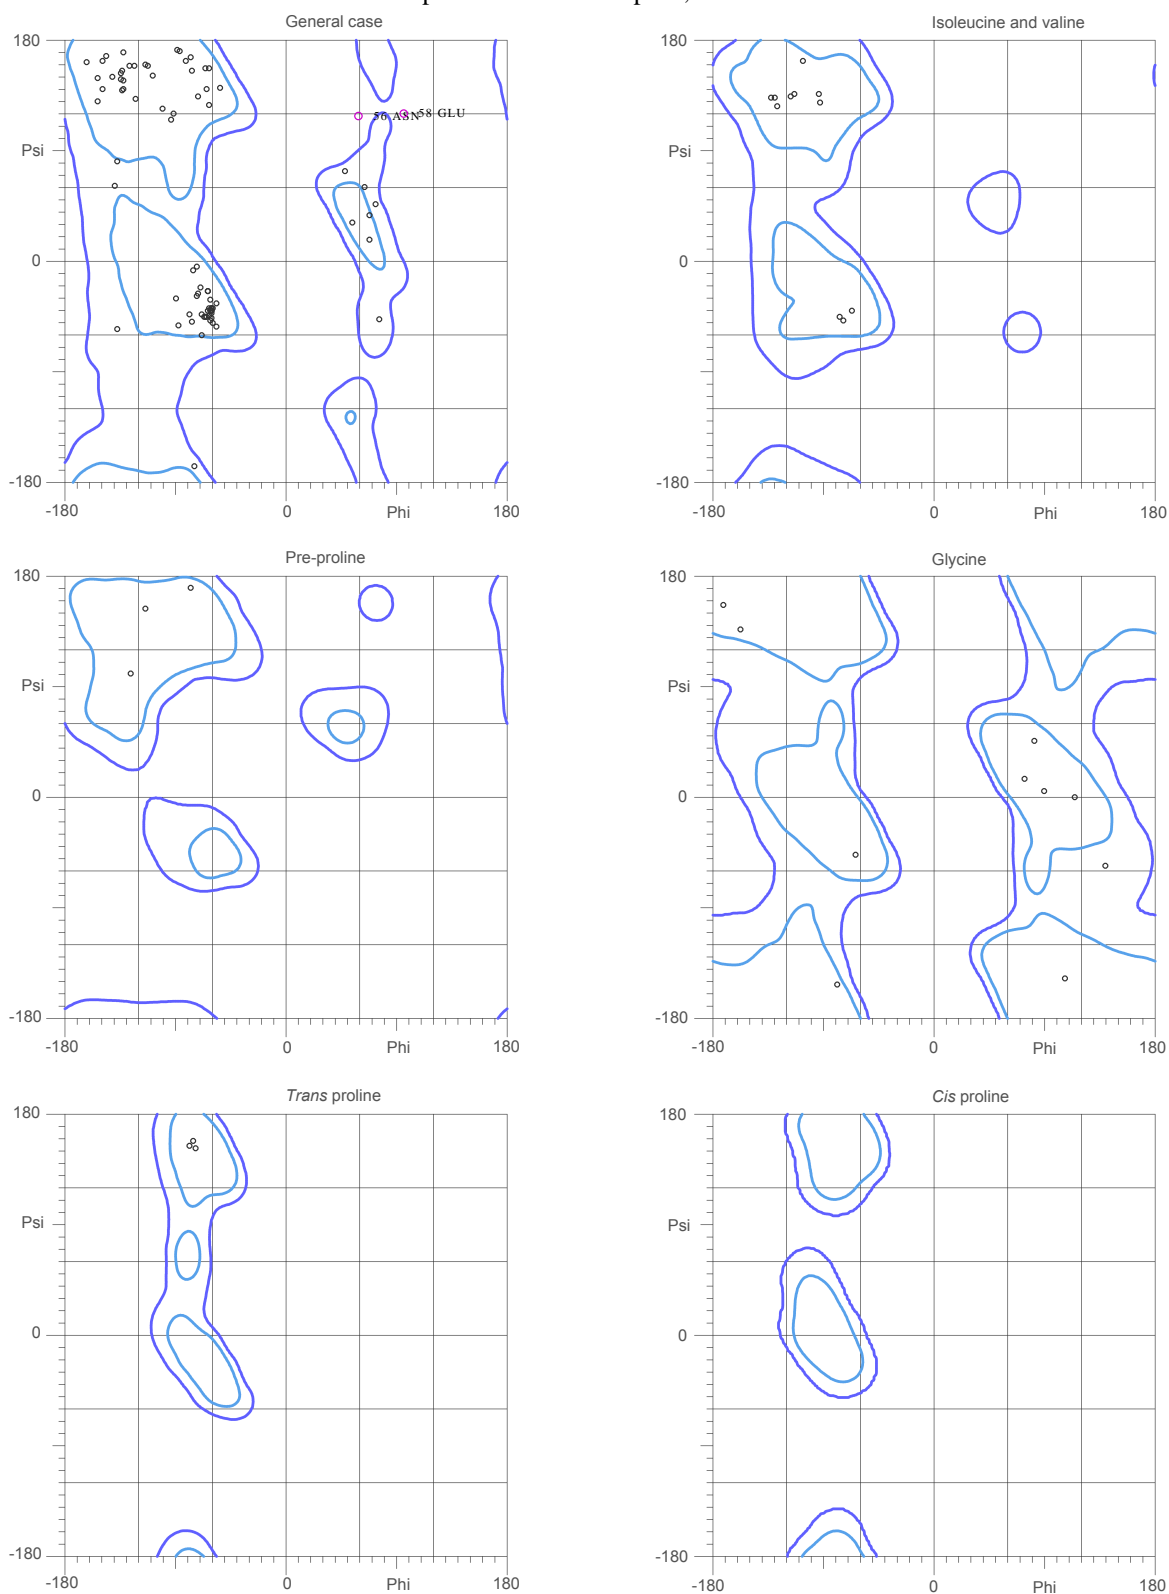 General case
Isoleucine and valine
180
180
56 ASN
58 GLU
Psi
Psi
0
0
-180
-180
-180
0
Phi
180
-180
0
Phi
180
Pre-proline
Glycine
180
180
Psi
Psi
0
0
-180
-180
-180
0
Phi
180
-180
0
Phi
180
Trans proline
Cis proline
180
180
Psi
Psi
0
0
-180
-180
-180
0
Phi
180
-180
0
Phi
180